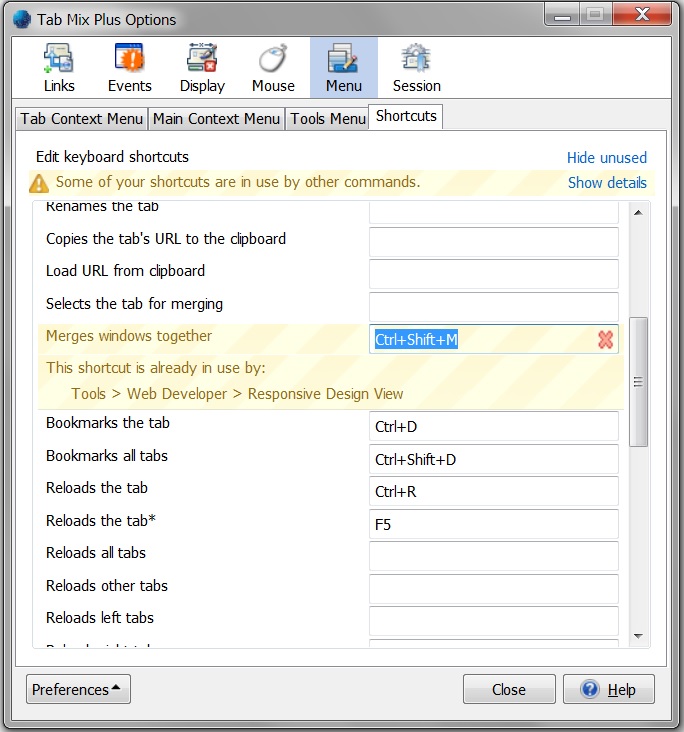 Tab Mix Plus Options
Links Events Display Mouse Menu Session
Tab Context Menu Main Context Menu Tools Menu Shortcuts
Edit keyboard shortcuts Hide unused
Some of your shortcuts are in use by other commands. Show details
Renames the tab
Copies the tab's URL to the clipboard
Load URL from clipboard
Selects the tab for merging
Merges windows together Ctrl+Shift+M
This shortcut is already in use by:
Tools > Web Developer > Responsive Design View
Bookmarks the tab Ctrl+D
Bookmarks all tabs Ctrl+Shift+D
Reloads the tab Ctrl+R
Reloads the tab* F5
Reloads all tabs
Reloads other tabs
Reloads left tabs
Preferences Close Help